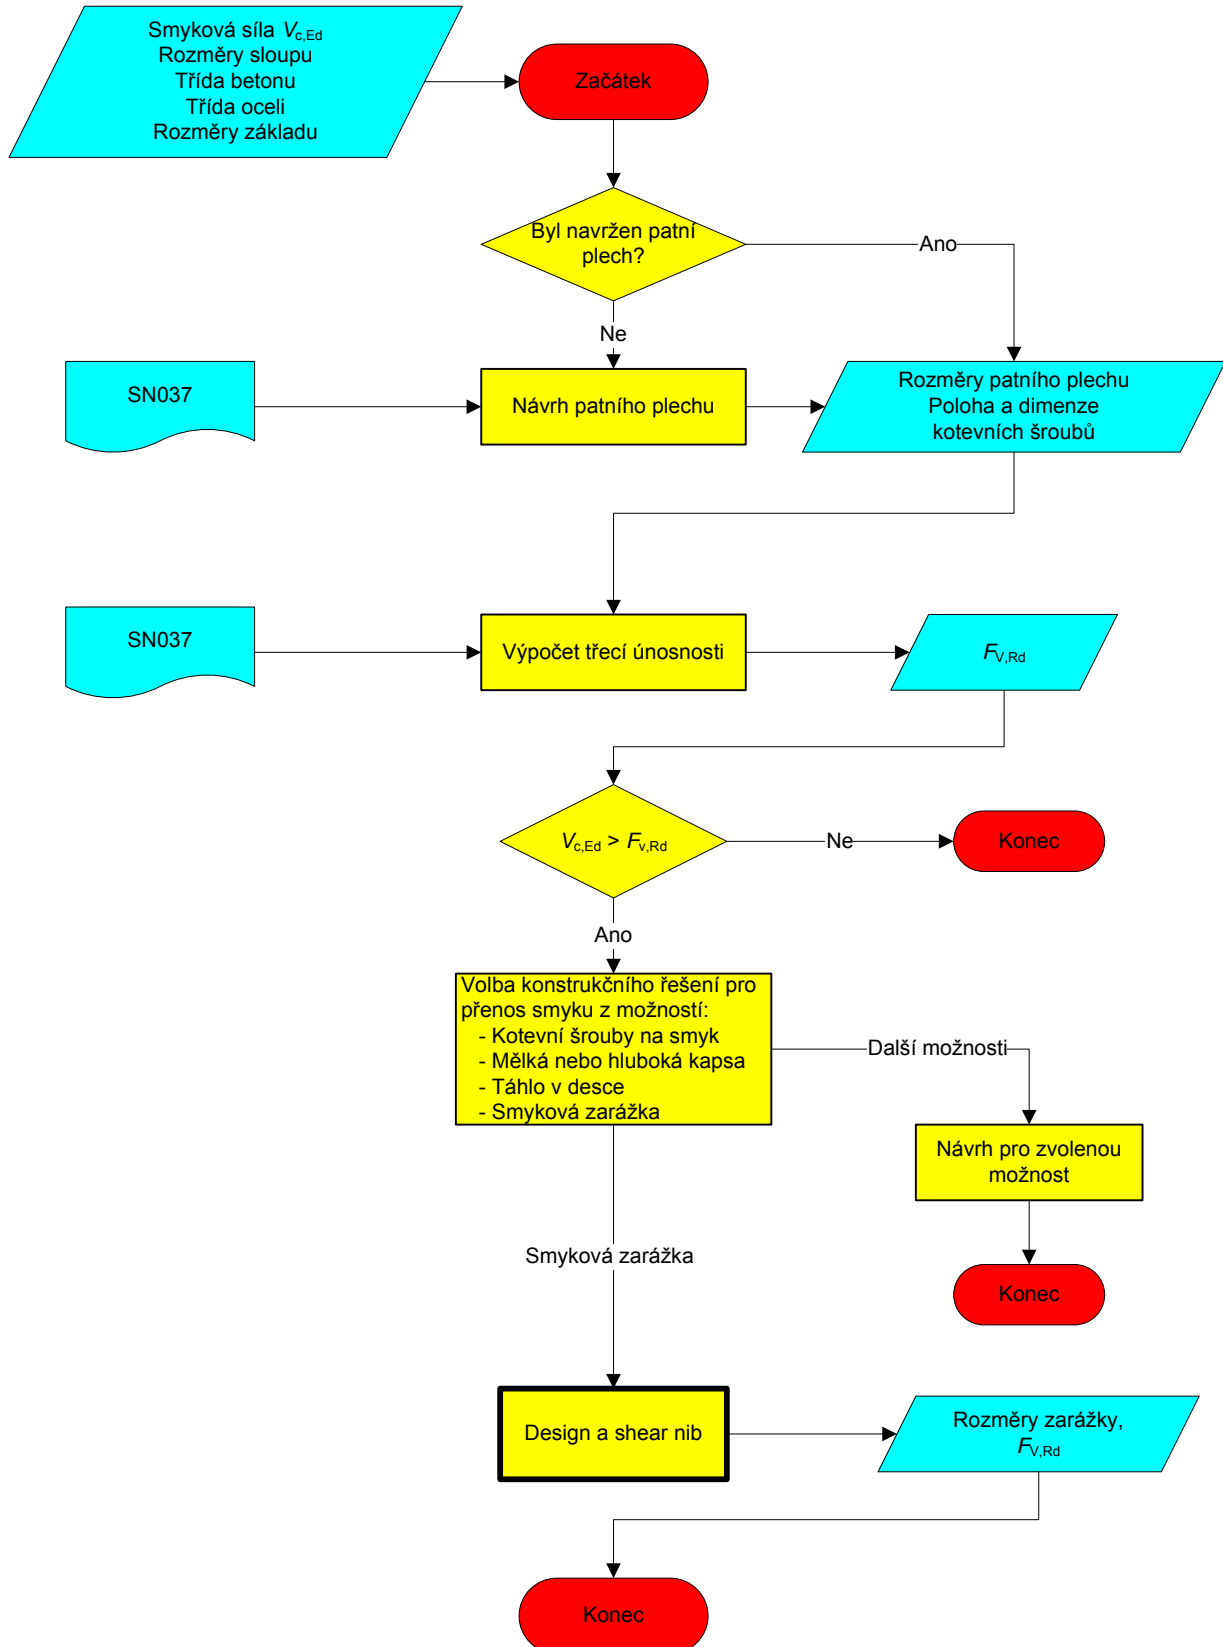 Smyková síla Vc,Ed
Rozměry sloupu
Třída betonu
Třída oceli
Rozměry základu
Začátek
Byl navržen patní
plech?
Ano
Ne
SN037
Návrh patního plechu
Rozměry patního plechu
Poloha a dimenze
kotevních šroubů
SN037
Výpočet třecí únosnosti
FV,Rd
Vc,Ed > Fv,Rd
Ne
Konec
Ano
Volba konstrukčního řešení pro
přenos smyku z možností:
- Kotevní šrouby na smyk
- Mělká nebo hluboká kapsa
- Táhlo v desce
- Smyková zarážka
Další možnosti
Návrh pro zvolenou
možnost
Konec
Smyková zarážka
Design a shear nib
Rozměry zarážky,
FV,Rd
Konec